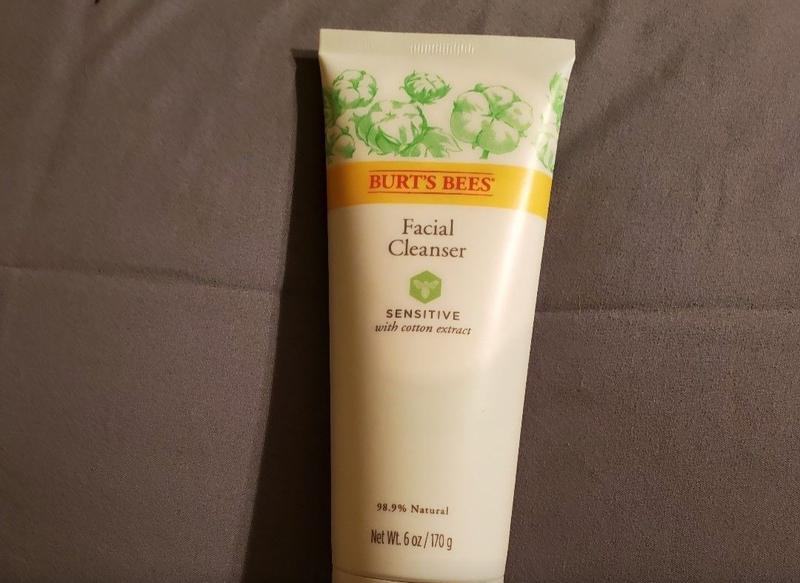 BURT'S BEES®
Facial
Cleanser
SENSITIVE
with cotton extract
98.9% Natural
Net Wt. 6 oz / 170 g